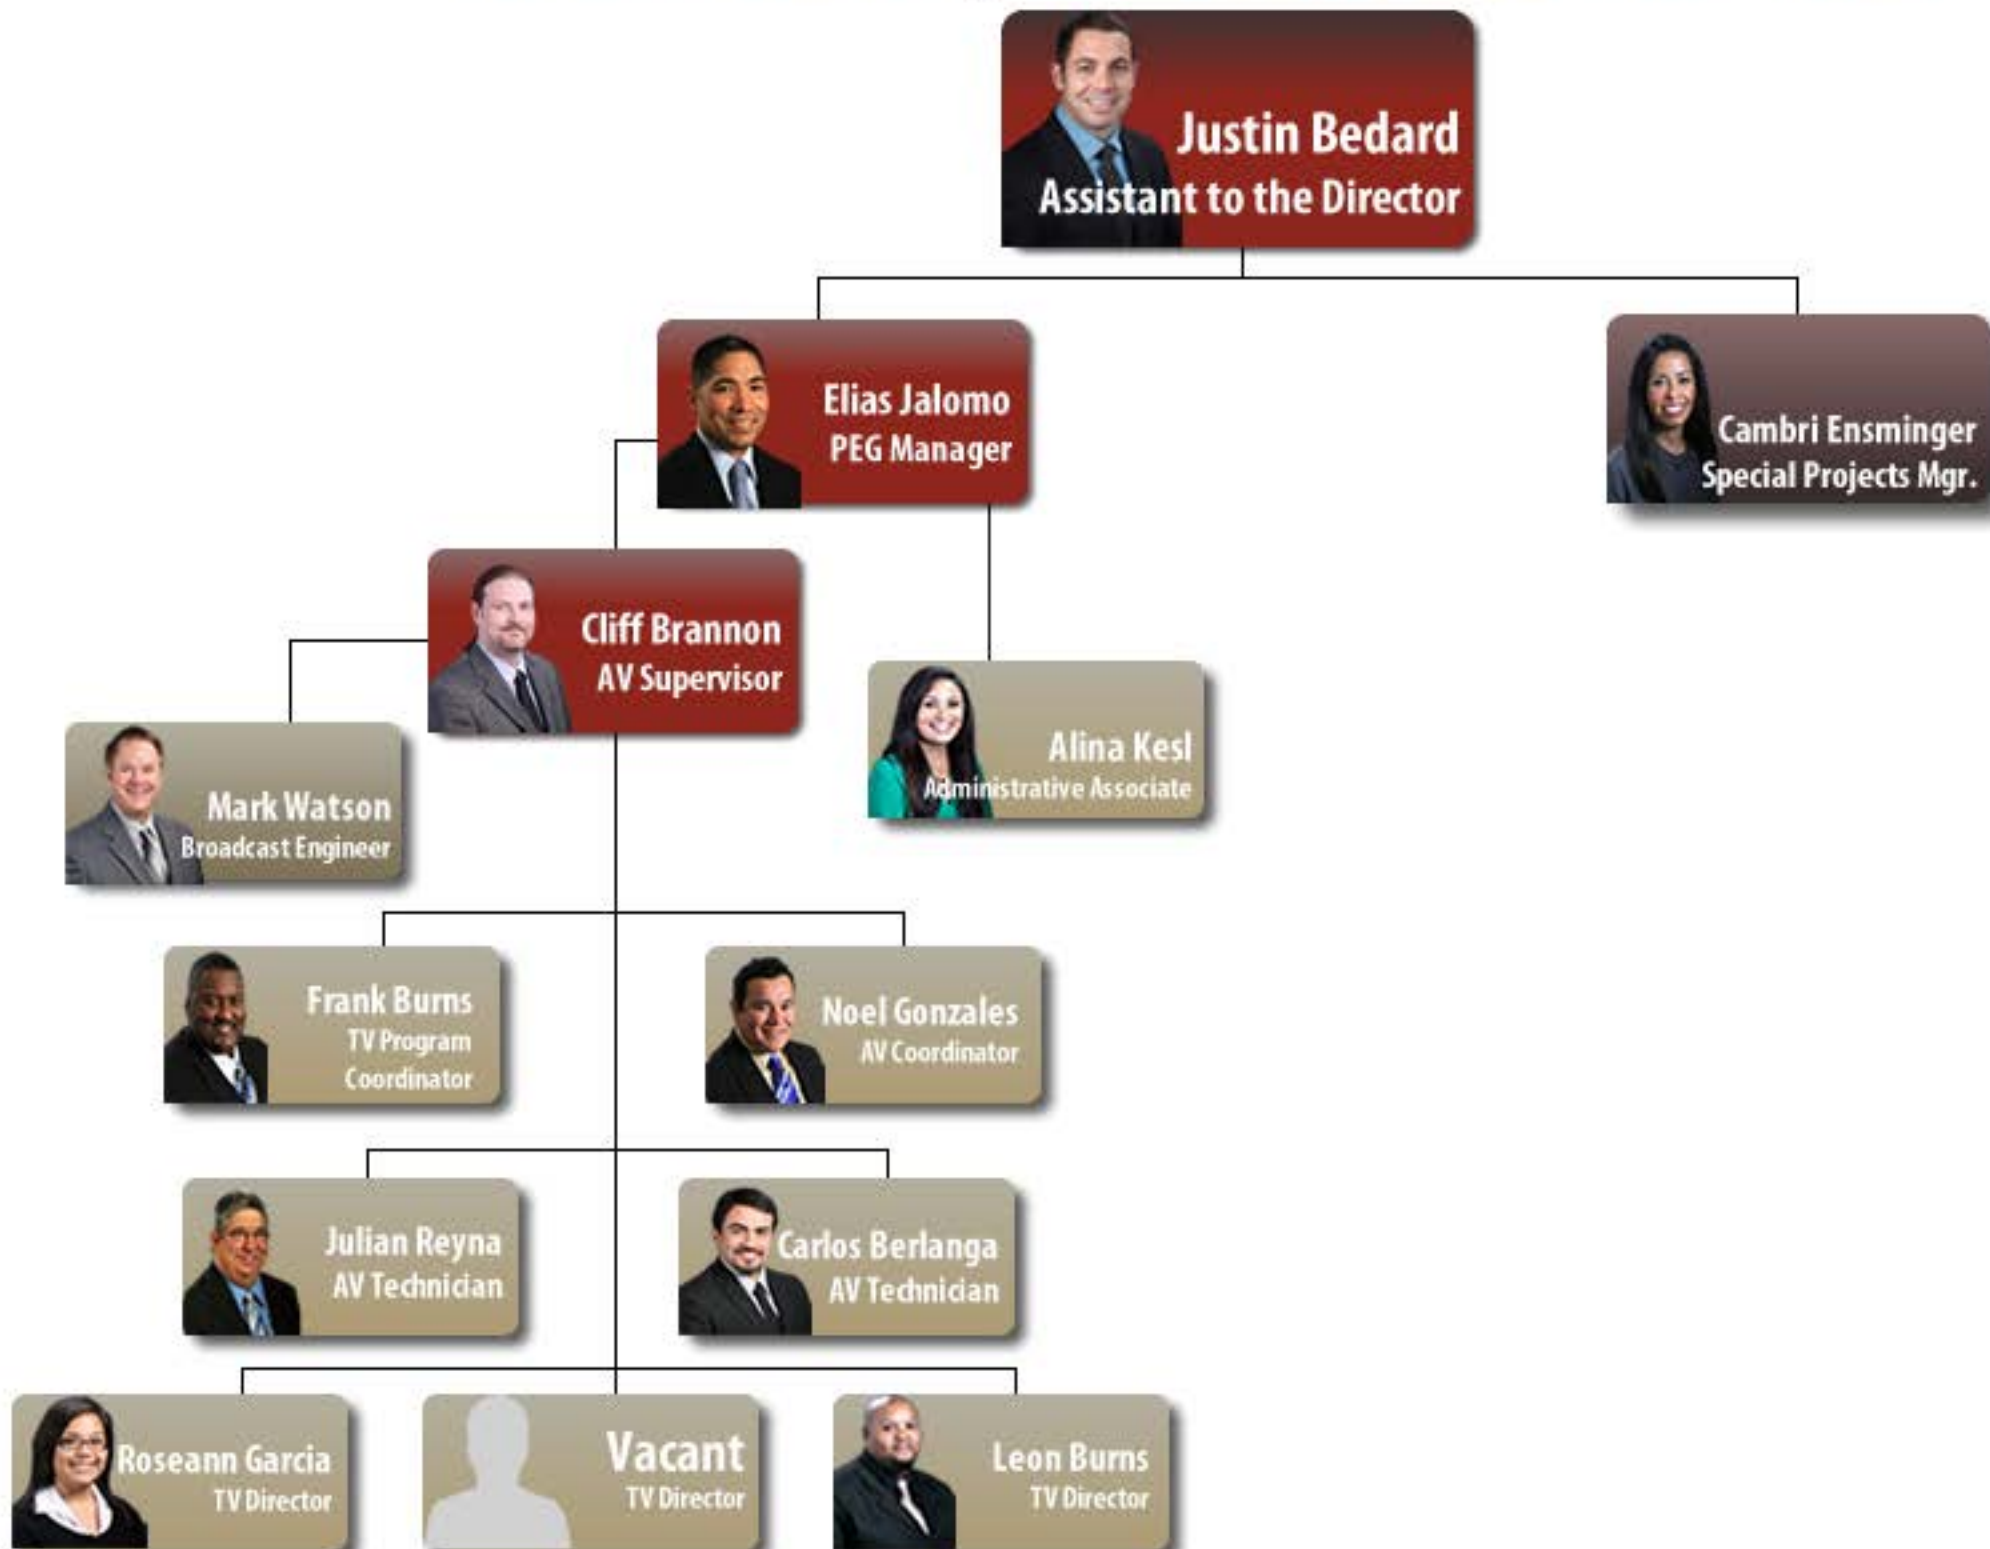 Justin Bedard
Assistant to the Director
Elias Jalomo
PEG Manager
Cambri Ensminger
Special Projects Mgr.
Cliff Brannon
AV Supervisor
Alina Kesl
Administrative Associate
Mark Watson
Broadcast Engineer
Frank Burns
TV Program
Coordinator
Noel Gonzales
AV Coordinator
Julian Reyna
AV Technician
Carlos Berlanga
AV Technician
Roseann Garcia
TV Director
Vacant
TV Director
Leon Burns
TV Director